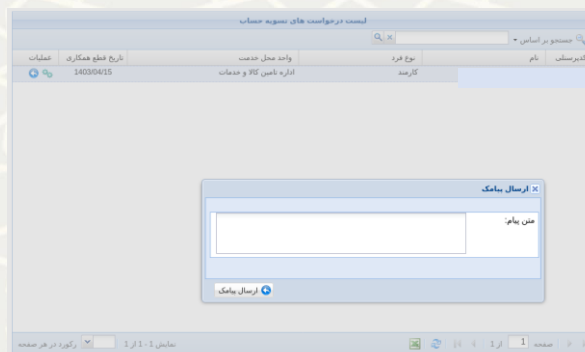 لیست درخواست های تسویه حساب
جستجو بر اساس
کدپرسنلی نام نوع فرد واحد محل خدمت تاریخ قطع همکاری عملیات
کارمند اداره تامین کالا و خدمات 1403/04/15
ارسال پیامک
متن پیام:
ارسال پیامک
صفحه 1 از 1 نمایش 1 - 1 از 1 رکورد در هر صفحه